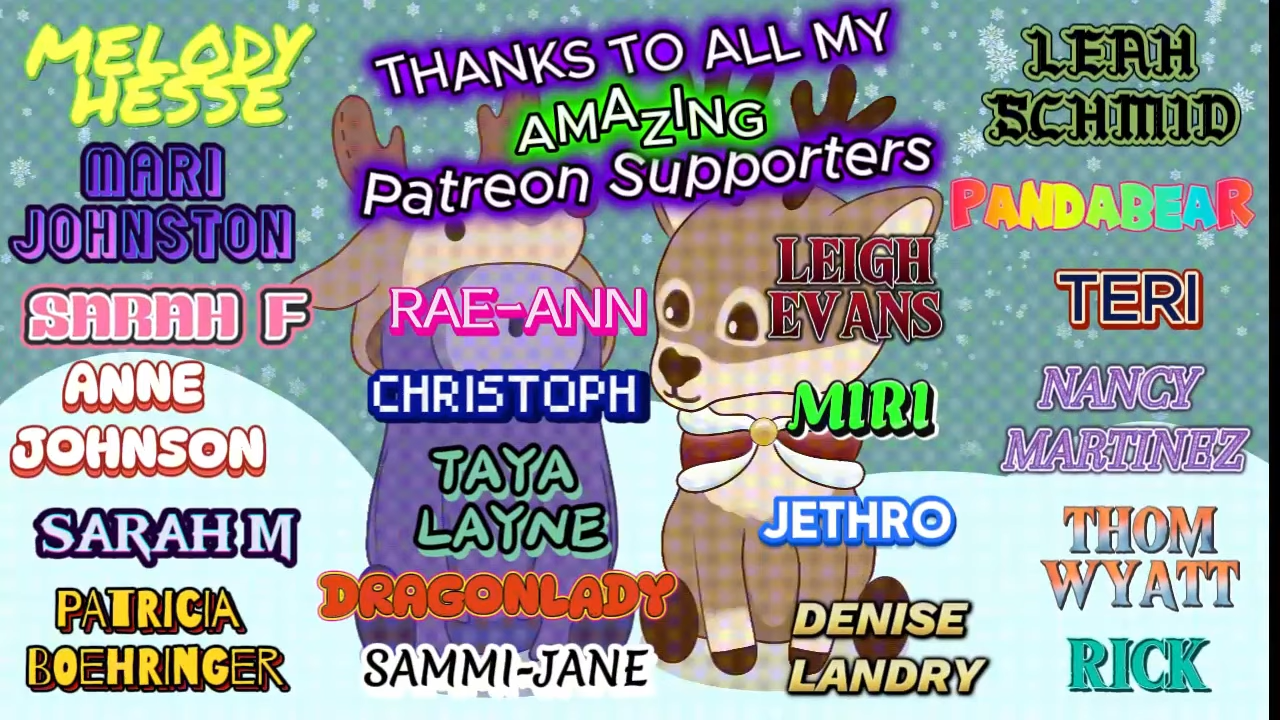 THANKS TO ALL MY
AMAZING
Patreon Supporters
MELODY
HESSE
MARI
JOHNSTON
SARAH F
ANNE
JOHNSON
SARAH M
PATRICIA
BOEHRINGER
RAE-ANN
CHRISTOPH
TAYA
LAYNE
DRAGONLADY
SAMMI-JANE
LEIGH
EVANS
MIRI
JETHRO
DENISE
LANDRY
LEAH
SCHMID
PANDABEAR
TERI
NANCY
MARTINEZ
THOM
WYATT
RICK